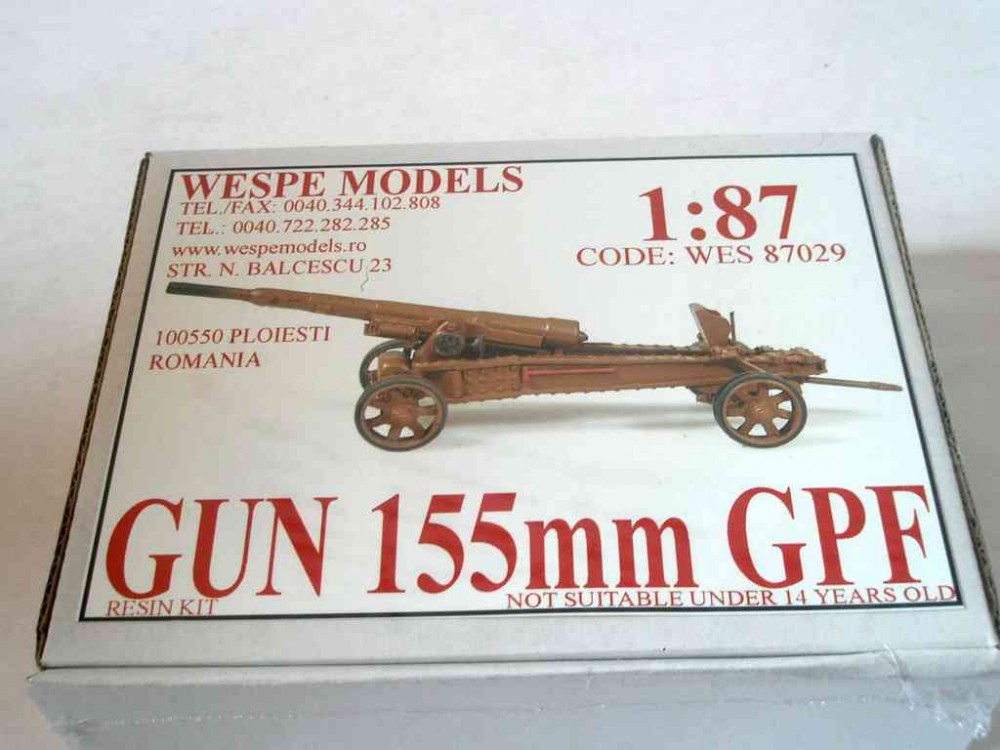 WESPE MODELS
TEL./FAX: 0040.344.102.808
TEL.: 0040.722.282.285
www.wespemodels.ro
STR. N. BALCESCU 23
100550 PLOIESTI
ROMANIA
1:87
CODE: WES 87029
GUN 155mm GPF
RESIN KIT
NOT SUITABLE UNDER 14 YEARS OLD